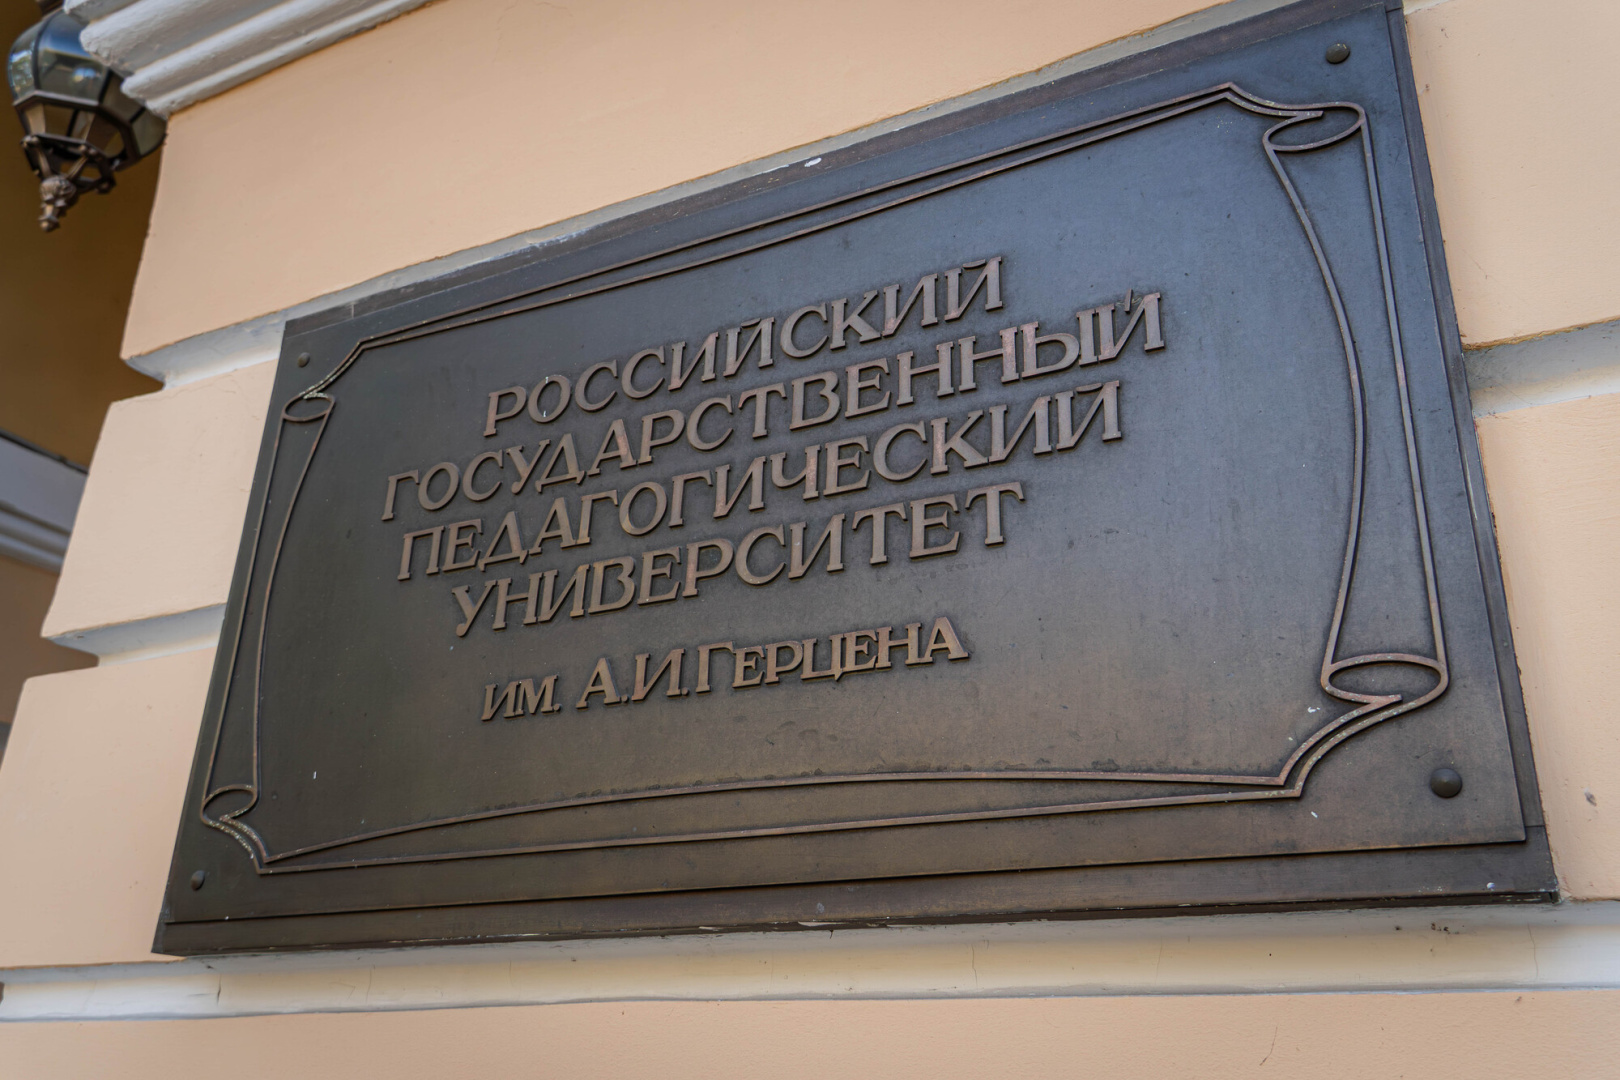 РОССИЙСКИЙ
ГОСУДАРСТВЕННЫЙ
ПЕДАГОГИЧЕСКИЙ
УНИВЕРСИТЕТ
ИМ. А.И.ГЕРЦЕНА